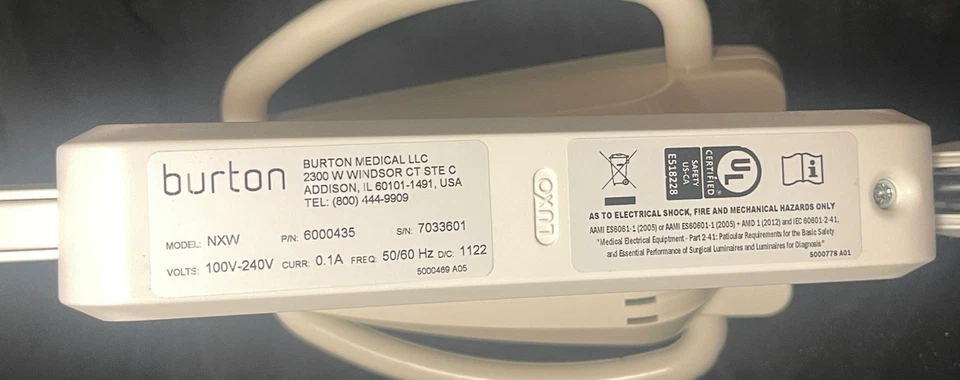 burton
BURTON MEDICAL LLC
2300 W WINDSOR CT STE C
ADDISON, IL 60101-1491, USA
TEL: (800) 444-9909
MODEL: NXW P/N: 6000435 S/N: 7033601
VOLTS: 100V-240V CURR: 0.1A FREQ: 50/60 Hz D/C: 1122
5000469 A05
LUXO
SAFETY
US-CA
E518228
CERTIFIED
UL
i
AS TO ELECTRICAL SHOCK, FIRE AND MECHANICAL HAZARDS ONLY
AAMI ES6061-1 (2005) or AAMI ES60601-1 (2005) + AMD 1 (2012) and IEC 60601-2-41,
"Medical Electrical Equiptment - Part 2-41: Paticular Requirements for the Basic Safety
and Essential Performance of Surgical Luminaires and Luminaires for Diagnosis"
5000778 A01